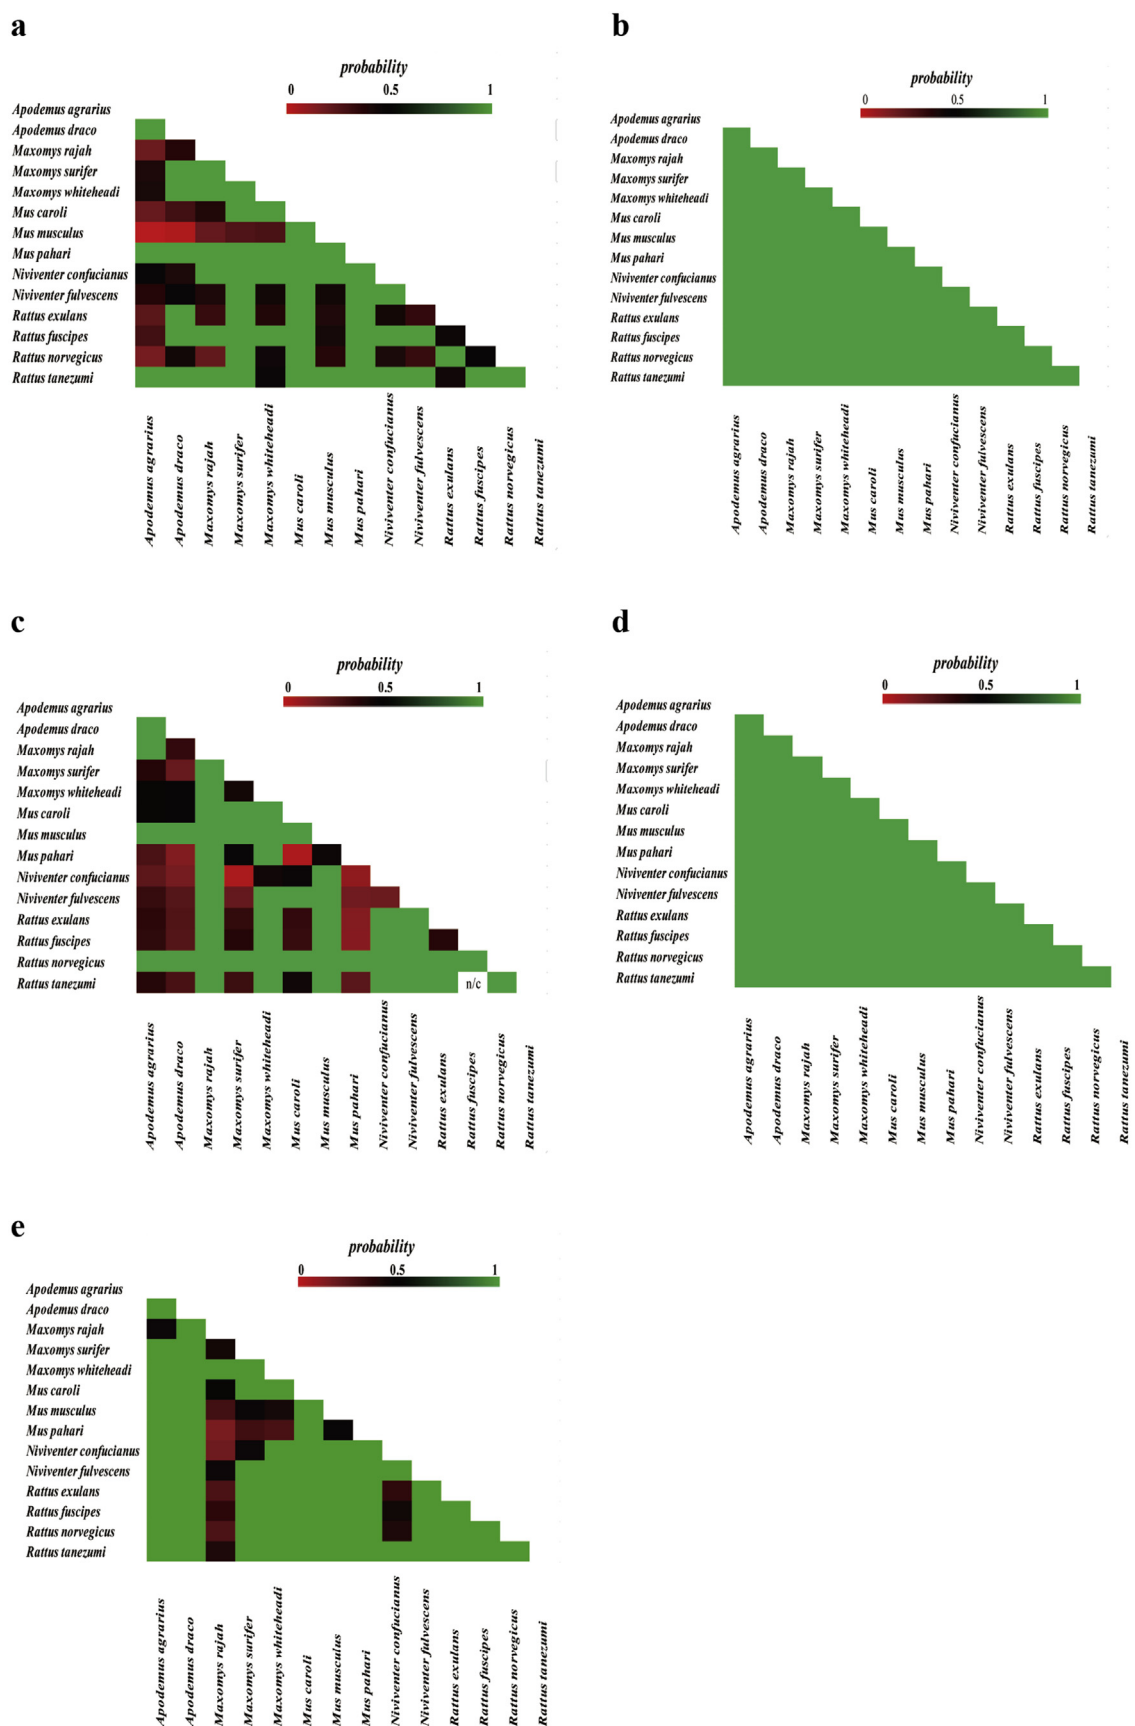 a
probability
0 0.5 1
Apodemus agrarius
Apodemus draco
Maxomys rajah
Maxomys surifer
Maxomys whiteheadi
Mus caroli
Mus musculus
Mus pahari
Niviventer confucianus
Niviventer fulvescens
Rattus exulans
Rattus fuscipes
Rattus norvegicus
Rattus tanezumi
Apodemus agrarius
Apodemus draco
Maxomys rajah
Maxomys surifer
Maxomys whiteheadi
Mus caroli
Mus musculus
Mus pahari
Niviventer confucianus
Niviventer fulvescens
Rattus exulans
Rattus fuscipes
Rattus norvegicus
Rattus tanezumi
b
probability
0 0.5 1
Apodemus agrarius
Apodemus draco
Maxomys rajah
Maxomys surifer
Maxomys whiteheadi
Mus caroli
Mus musculus
Mus pahari
Niviventer confucianus
Niviventer fulvescens
Rattus exulans
Rattus fuscipes
Rattus norvegicus
Rattus tanezumi
Apodemus agrarius
Apodemus draco
Maxomys rajah
Maxomys surifer
Maxomys whiteheadi
Mus caroli
Mus musculus
Mus pahari
Niviventer confucianus
Niviventer fulvescens
Rattus exulans
Rattus fuscipes
Rattus norvegicus
Rattus tanezumi
c
probability
0 0.5 1
Apodemus agrarius
Apodemus draco
Maxomys rajah
Maxomys surifer
Maxomys whiteheadi
Mus caroli
Mus musculus
Mus pahari
Niviventer confucianus
Niviventer fulvescens
Rattus exulans
Rattus fuscipes
Rattus norvegicus
Rattus tanezumi
n/c
Apodemus agrarius
Apodemus draco
Maxomys rajah
Maxomys surifer
Maxomys whiteheadi
Mus caroli
Mus musculus
Mus pahari
Niviventer confucianus
Niviventer fulvescens
Rattus exulans
Rattus fuscipes
Rattus norvegicus
Rattus tanezumi
d
probability
0 0.5 1
Apodemus agrarius
Apodemus draco
Maxomys rajah
Maxomys surifer
Maxomys whiteheadi
Mus caroli
Mus musculus
Mus pahari
Niviventer confucianus
Niviventer fulvescens
Rattus exulans
Rattus fuscipes
Rattus norvegicus
Rattus tanezumi
Apodemus agrarius
Apodemus draco
Maxomys rajah
Maxomys surifer
Maxomys whiteheadi
Mus caroli
Mus musculus
Mus pahari
Niviventer confucianus
Niviventer fulvescens
Rattus exulans
Rattus fuscipes
Rattus norvegicus
Rattus tanezumi
e
probability
0 0.5 1
Apodemus agrarius
Apodemus draco
Maxomys rajah
Maxomys surifer
Maxomys whiteheadi
Mus caroli
Mus musculus
Mus pahari
Niviventer confucianus
Niviventer fulvescens
Rattus exulans
Rattus fuscipes
Rattus norvegicus
Rattus tanezumi
Apodemus agrarius
Apodemus draco
Maxomys rajah
Maxomys surifer
Maxomys whiteheadi
Mus caroli
Mus musculus
Mus pahari
Niviventer confucianus
Niviventer fulvescens
Rattus exulans
Rattus fuscipes
Rattus norvegicus
Rattus tanezumi